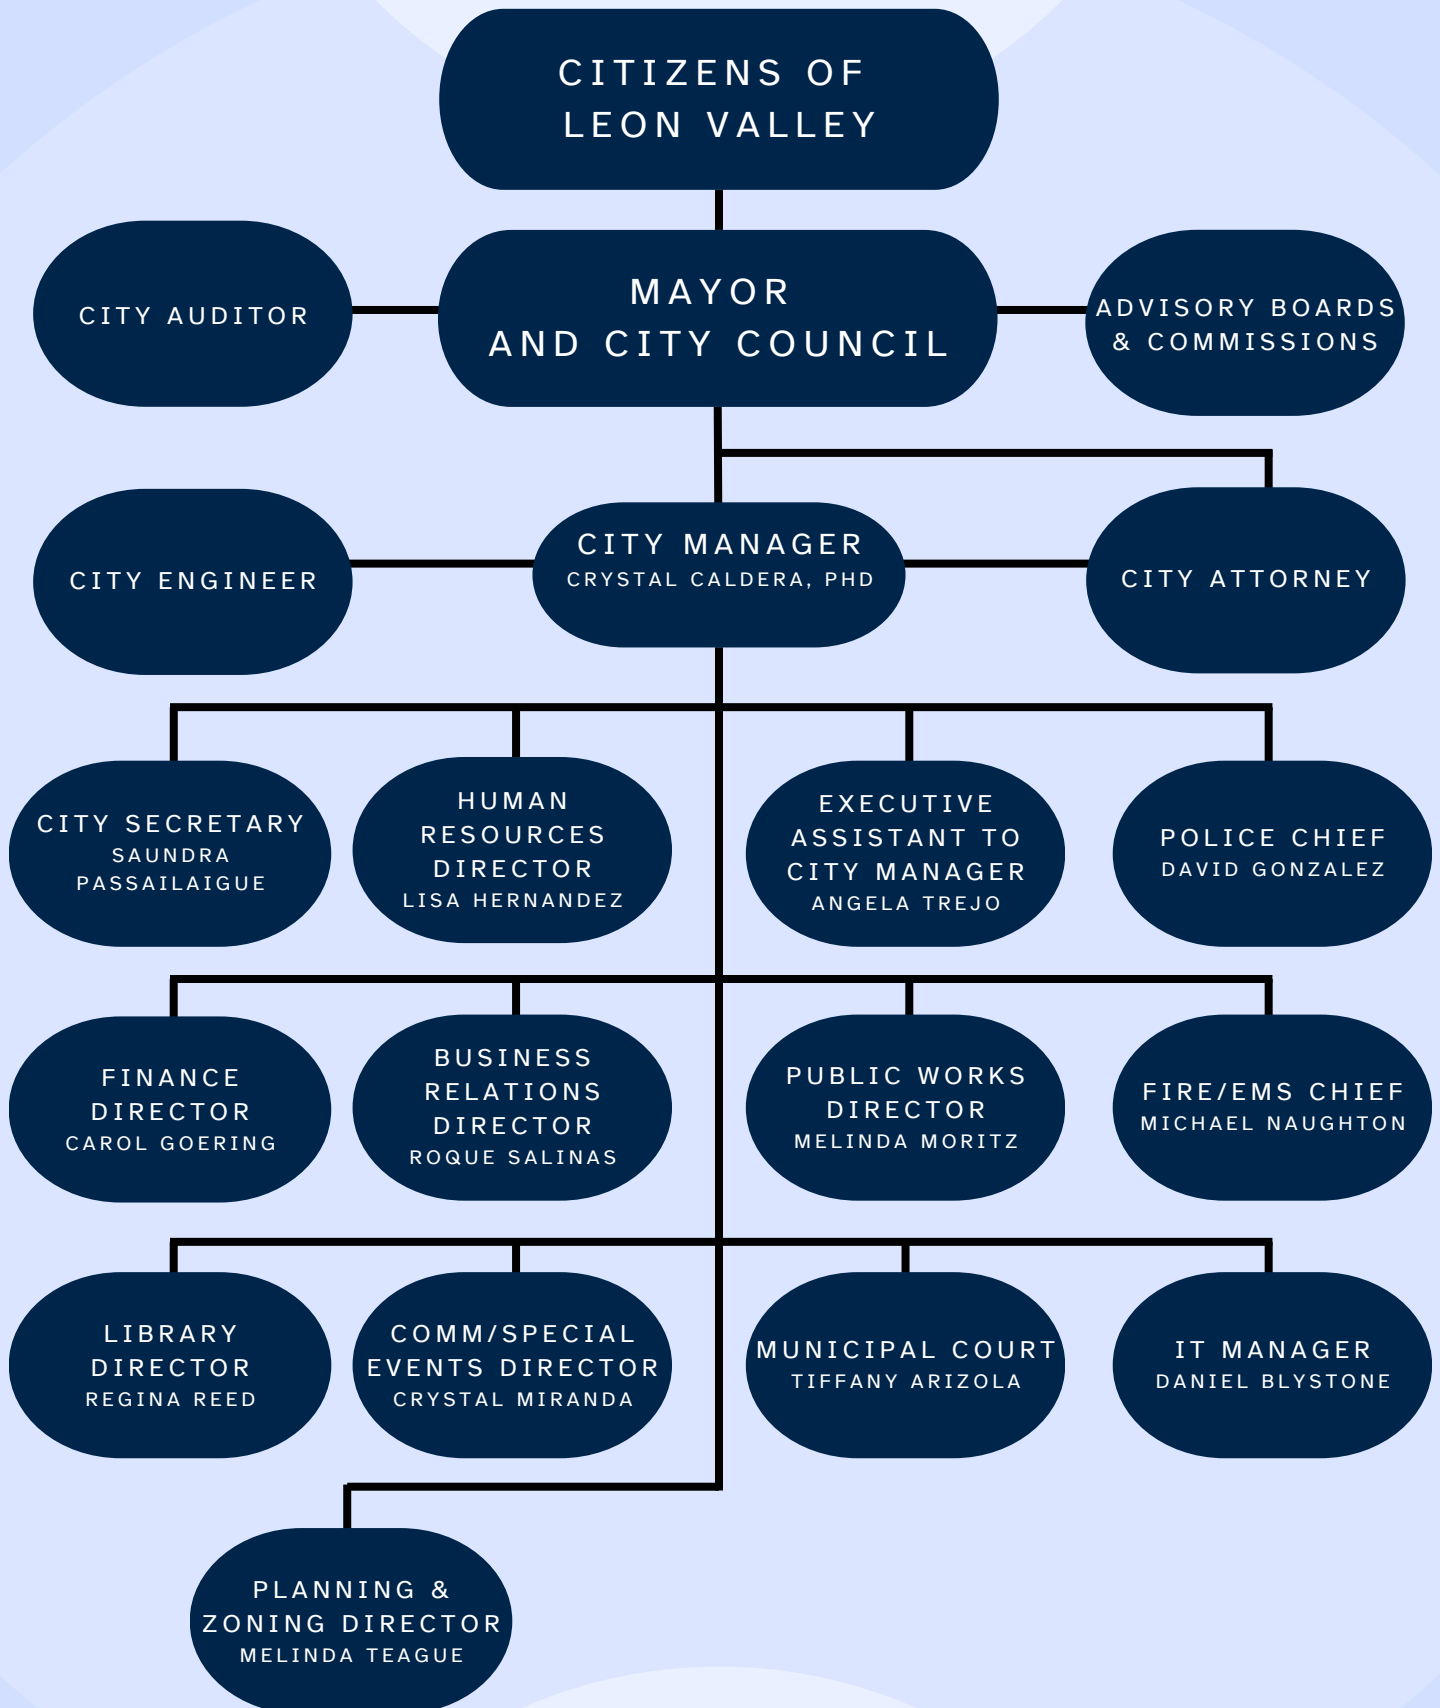 CITIZENS OF
LEON VALLEY
CITY AUDITOR
MAYOR
AND CITY COUNCIL
ADVISORY BOARDS
& COMMISSIONS
CITY ENGINEER
CITY MANAGER
CRYSTAL CALDERA, PHD
CITY ATTORNEY
CITY SECRETARY
SAUNDRA
PASSAILAIGUE
HUMAN
RESOURCES
DIRECTOR
LISA HERNANDEZ
EXECUTIVE
ASSISTANT TO
CITY MANAGER
ANGELA TREJO
POLICE CHIEF
DAVID GONZALEZ
FINANCE
DIRECTOR
CAROL GOERING
BUSINESS
RELATIONS
DIRECTOR
ROQUE SALINAS
PUBLIC WORKS
DIRECTOR
MELINDA MORITZ
FIRE/EMS CHIEF
MICHAEL NAUGHTON
LIBRARY
DIRECTOR
REGINA REED
COMM/SPECIAL
EVENTS DIRECTOR
CRYSTAL MIRANDA
MUNICIPAL COURT
TIFFANY ARIZOLA
IT MANAGER
DANIEL BLYSTONE
PLANNING &
ZONING DIRECTOR
MELINDA TEAGUE